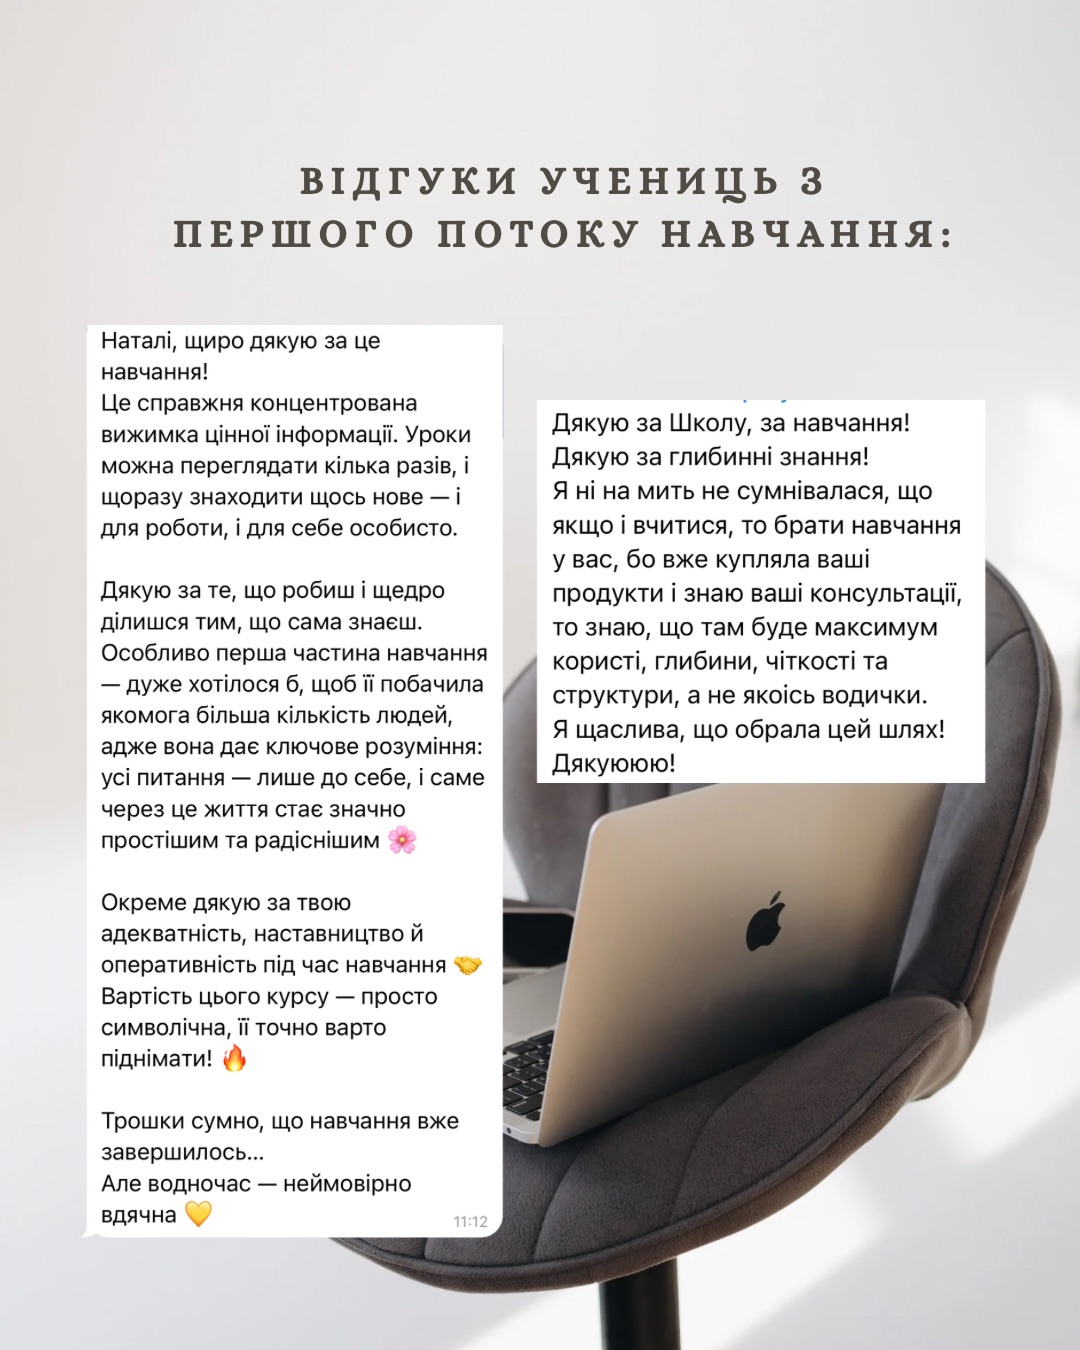 ВІДГУКИ УЧЕНИЦЬ З
ПЕРШОГО ПОТОКУ НАВЧАННЯ:
Наталі, щиро дякую за це
навчання!
Це справжня концентрована
вижимка цінної інформації. Уроки
можна переглядати кілька разів, і
щоразу знаходити щось нове — і
для роботи, і для себе особисто.
Дякую за те, що робиш і щедро
ділишся тим, що сама знаєш.
Особливо перша частина навчання
— дуже хотілося б, щоб її побачила
якомога більша кількість людей,
адже вона дає ключове розуміння:
усі питання — лише до себе, і саме
через це життя стає значно
простішим та радіснішим 🌸
Окреме дякую за твою
адекватність, наставництво й
оперативність під час навчання 🤝
Вартість цього курсу — просто
символічна, її точно варто
піднімати! 🔥
Трошки сумно, що навчання вже
завершилось...
Але водночас — неймовірно
вдячна 💛
11:12
Дякую за Школу, за навчання!
Дякую за глибинні знання!
Я ні на мить не сумнівалася, що
якщо і вчитися, то брати навчання
у вас, бо вже купляла ваші
продукти і знаю ваші консультації,
то знаю, що там буде максимум
користі, глибини, чіткості та
структури, а не якоісь водички.
Я щаслива, що обрала цей шлях!
Дякуююю!